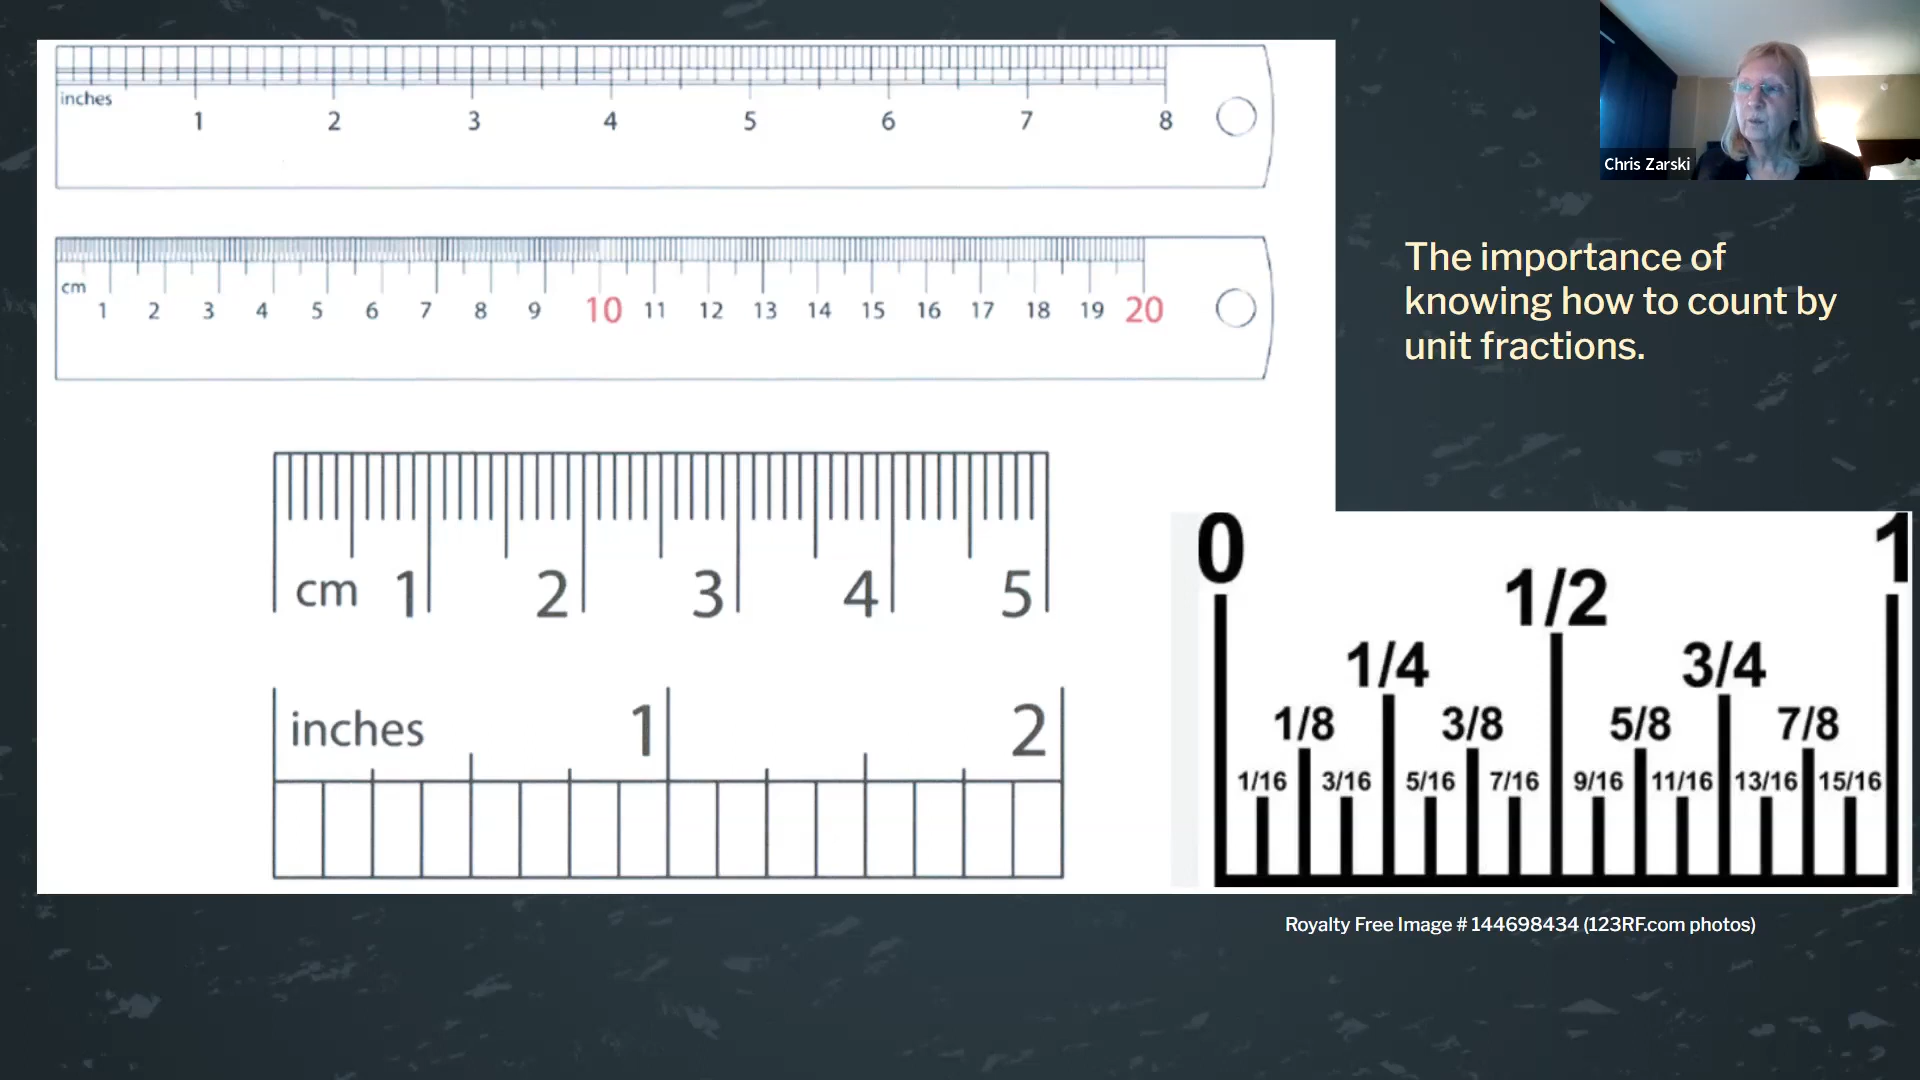 inches
1 2 3 4 5 6 7 8
Chris Zarski
cm
1 2 3 4 5 6 7 8 9 10 11 12 13 14 15 16 17 18 19 20
The importance of
knowing how to count by
unit fractions.
cm 1 2 3 4 5
inches 1 2
0 1
1/2
1/4 3/4
1/8 3/8 5/8 7/8
1/16 3/16 5/16 7/16 9/16 11/16 13/16 15/16
Royalty Free Image # 144698434 (123RF.com photos)